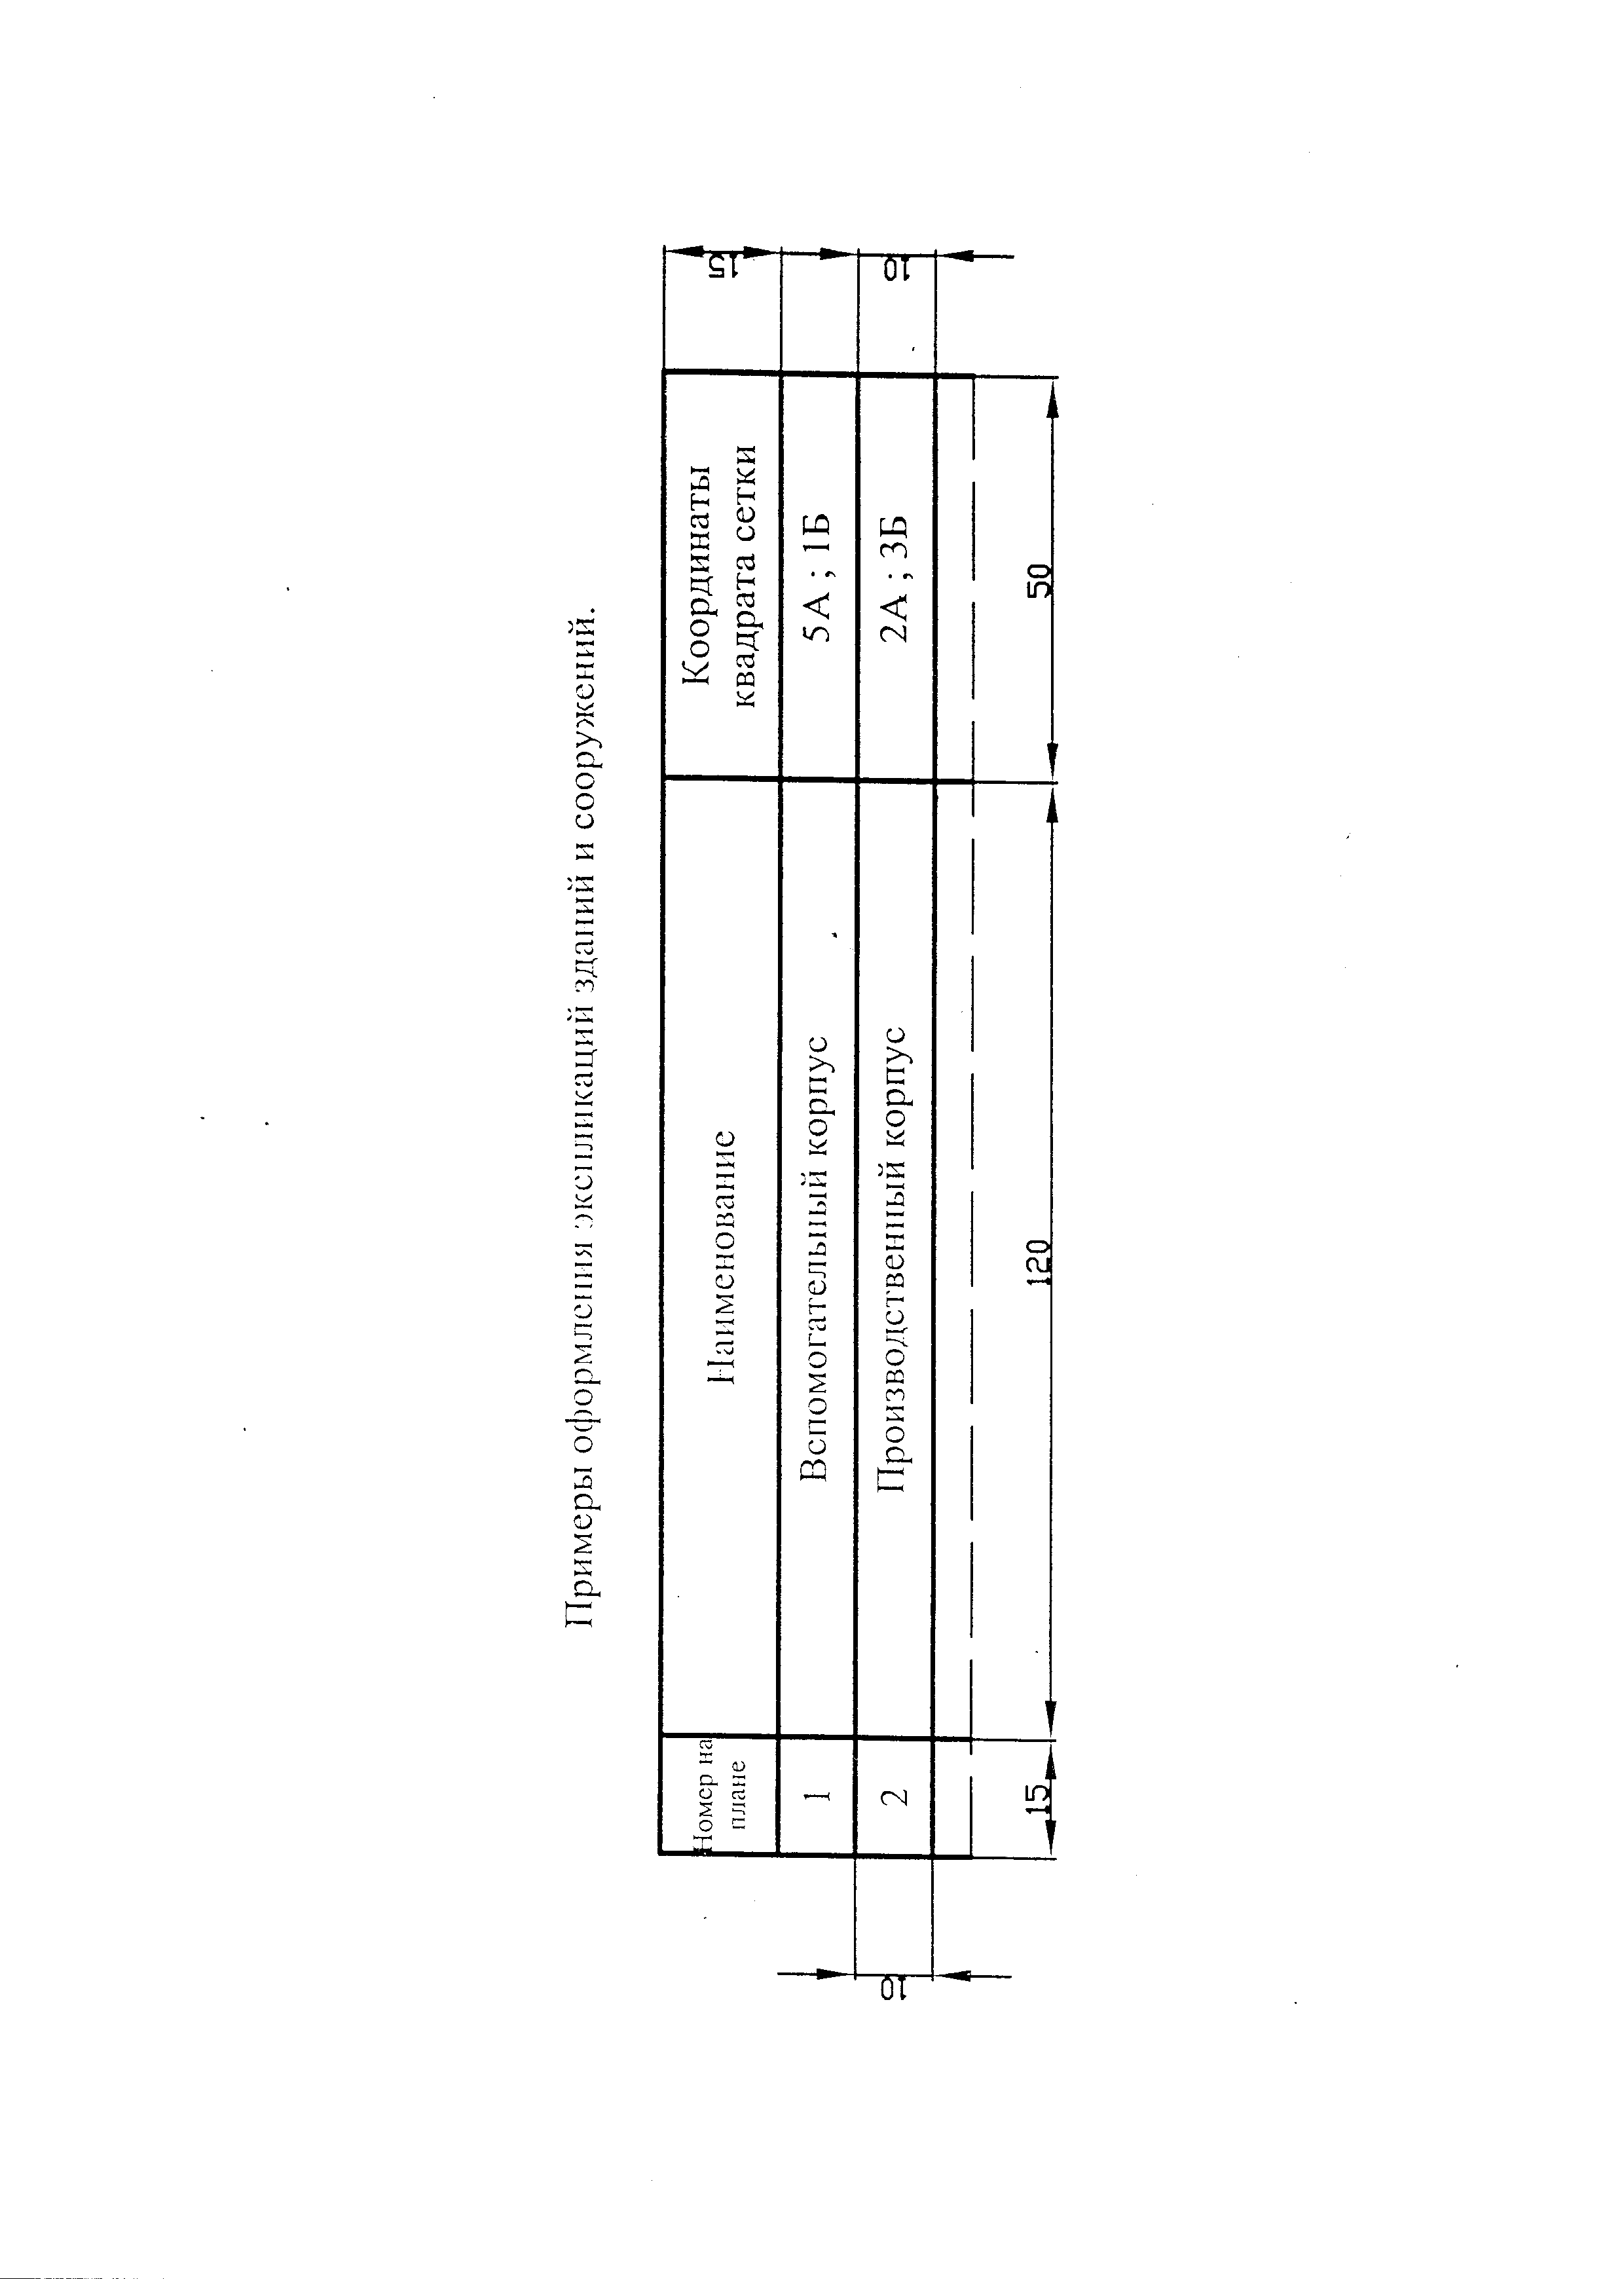 Примеры оформления экспликаций зданий и сооружений.
Номер на
плане
Наименование
Координаты
квадрата сетки
15
1
Вспомогательный корпус
5А ; 1Б
2
Производственный корпус
2А ; 3Б
10
10
15
120
50